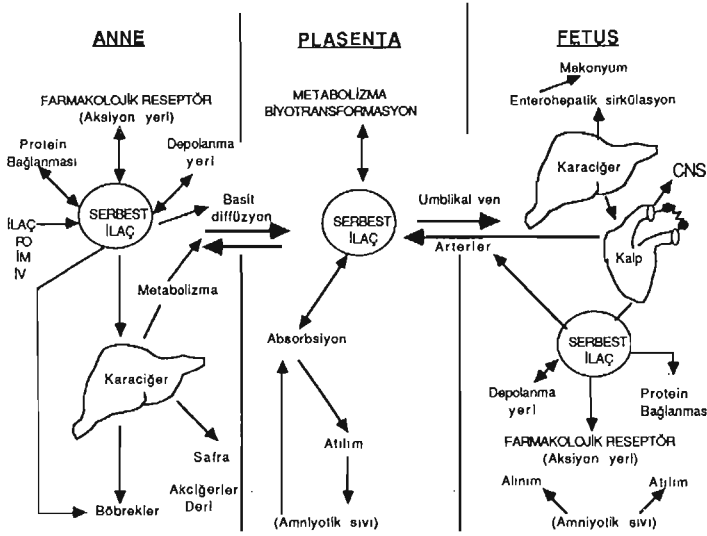 ANNE
FARMAKOLOJİK RESEPTÖR
(Aksiyon yeri)
Protein
Bağlanması
Depolanma
yeri
SERBEST
İLAÇ
İLAÇ
PO
İM
İV
Basit
diffüzyon
Metabolizma
Karaciğer
Safra
Akciğerler
Deri
Böbrekler
PLASENTA
METABOLİZMA
BİYOTRANSFORMASYON
SERBEST
İLAÇ
Absorbsiyon
Atılım
(Amniyotik sıvı)
FETUS
Mekonyum
Enterohepatik sirkülasyon
Karaciğer
CNS
Umblikal ven
Arterler
Kalp
SERBEST
İLAÇ
Depolanma
yeri
Protein
Bağlanmas
FARMAKOLOJİK RESEPTÖR
(Aksiyon yeri)
Alınım
Atılım
(Amniyotik sıvı)